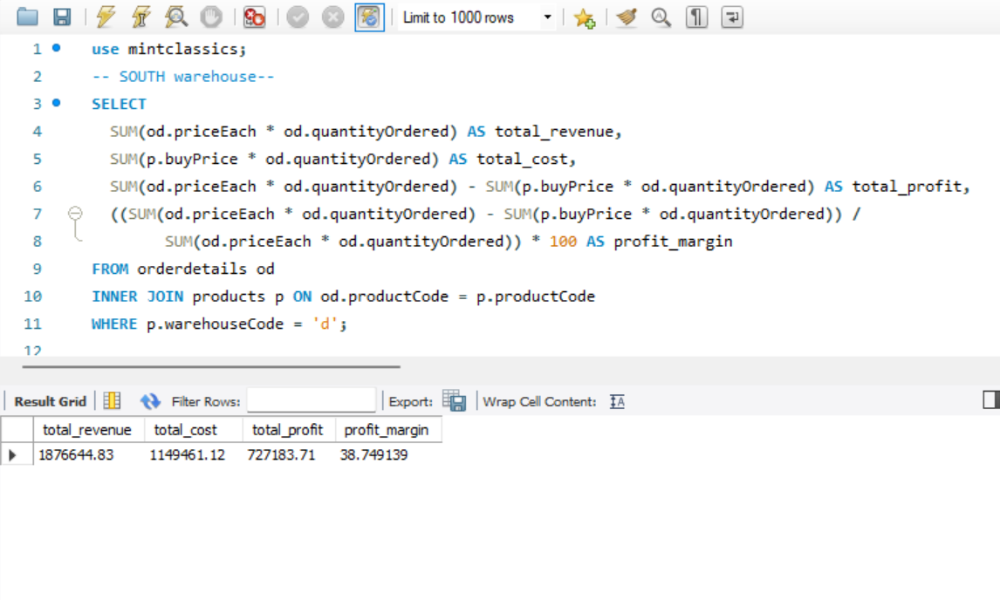 Limit to 1000 rows
1 use mintclassics;
2 -- SOUTH warehouse--
3 SELECT
4 SUM(od.priceEach * od.quantityOrdered) AS total_revenue,
5 SUM(p.buyPrice * od.quantityOrdered) AS total_cost,
6 SUM(od.priceEach * od.quantityOrdered) - SUM(p.buyPrice * od.quantityOrdered) AS total_profit,
7 ((SUM(od.priceEach * od.quantityOrdered) - SUM(p.buyPrice * od.quantityOrdered)) /
8 SUM(od.priceEach * od.quantityOrdered)) * 100 AS profit_margin
9 FROM orderdetails od
10 INNER JOIN products p ON od.productCode = p.productCode
11 WHERE p.warehouseCode = 'd';
12
Result Grid Filter Rows: Export: Wrap Cell Content: IA
total_revenue total_cost total_profit profit_margin
1876644.83 1149461.12 727183.71 38.749139